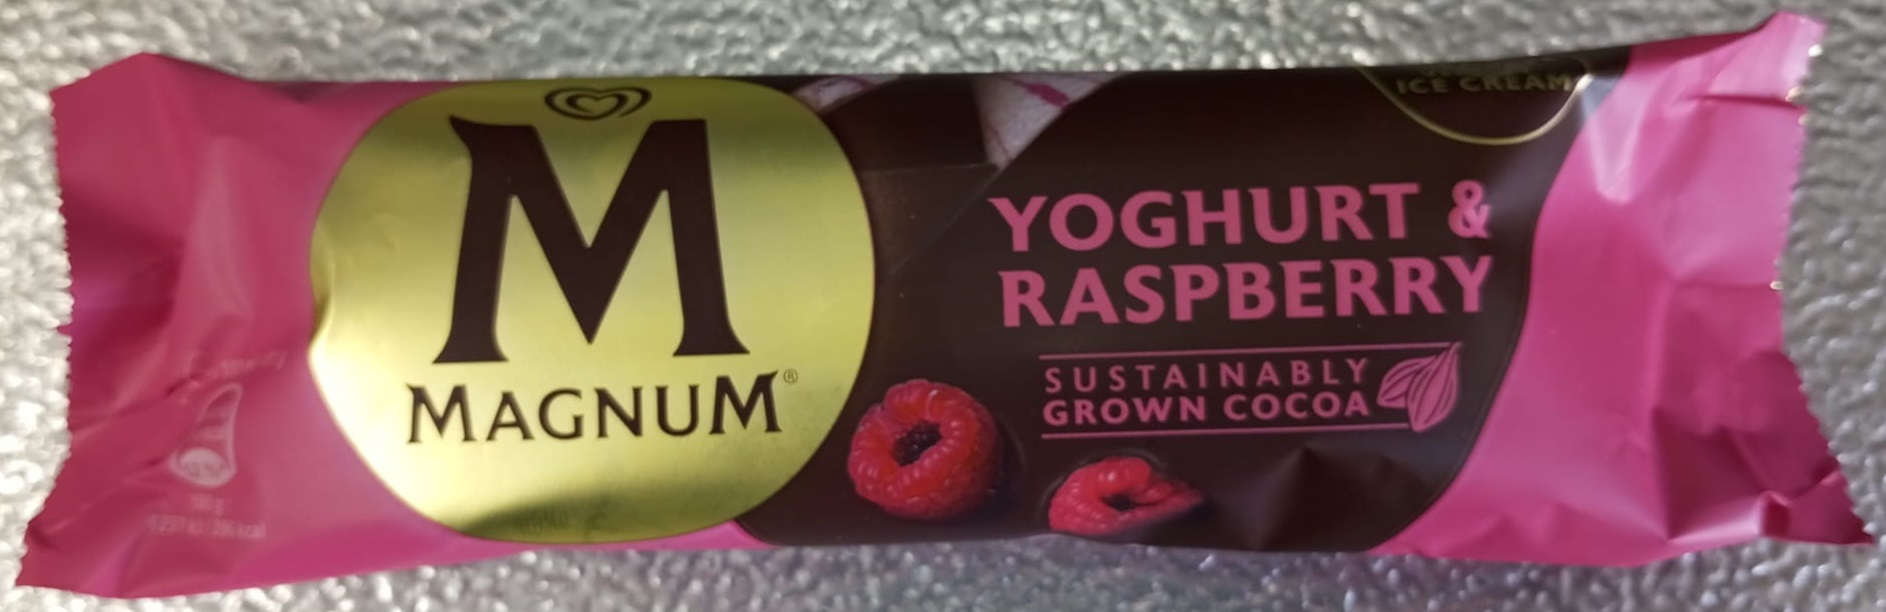 M
MAGNUM®
ICE CREAM
YOGHURT &
RASPBERRY
SUSTAINABLY
GROWN COCOA